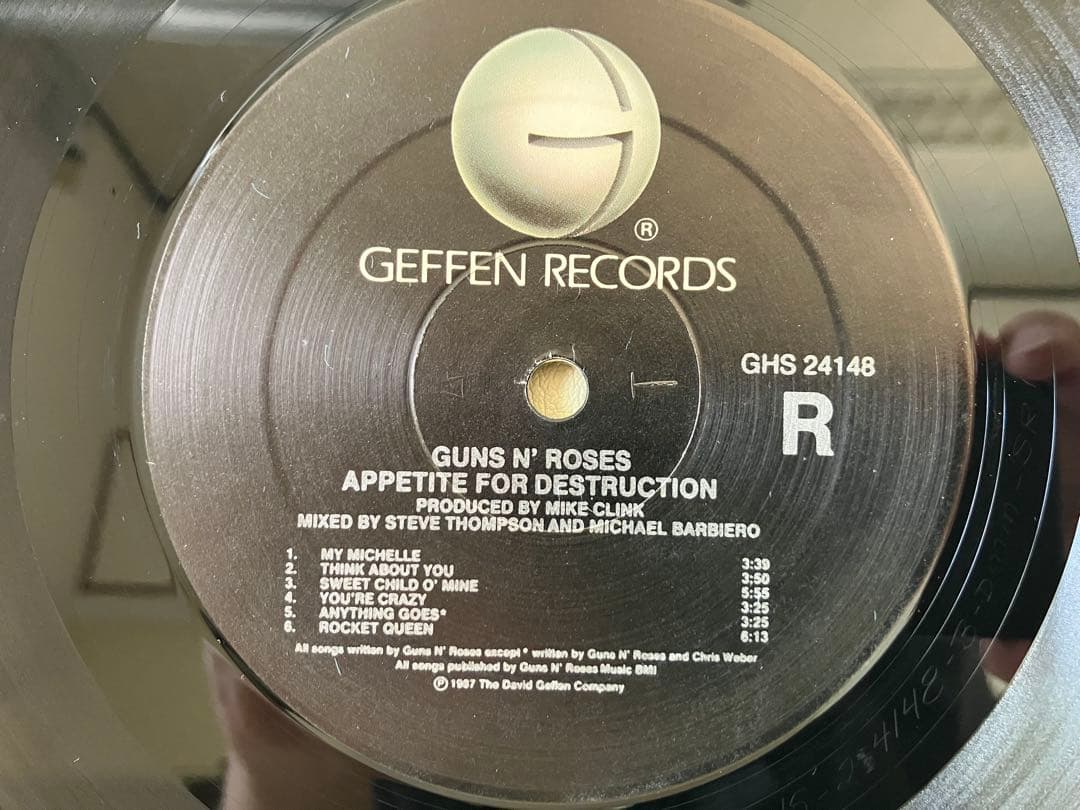 ®
GEFFEN RECORDS
GHS 24148
R
GUNS N' ROSES
APPETITE FOR DESTRUCTION
PRODUCED BY MIKE CLINK
MIXED BY STEVE THOMPSON AND MICHAEL BARBIERO
1. MY MICHELLE 3:39
2. THINK ABOUT YOU 3:50
3. SWEET CHILD O' MINE 5:55
4. YOU'RE CRAZY 3:25
5. ANYTHING GOES* 3:25
6. ROCKET QUEEN 6:13
All songs written by Guns N' Roses except * written by Guns N' Roses and Chris Weber
All songs published by Guns N' Roses Music BMI
℗ 1987 The David Geffen Company